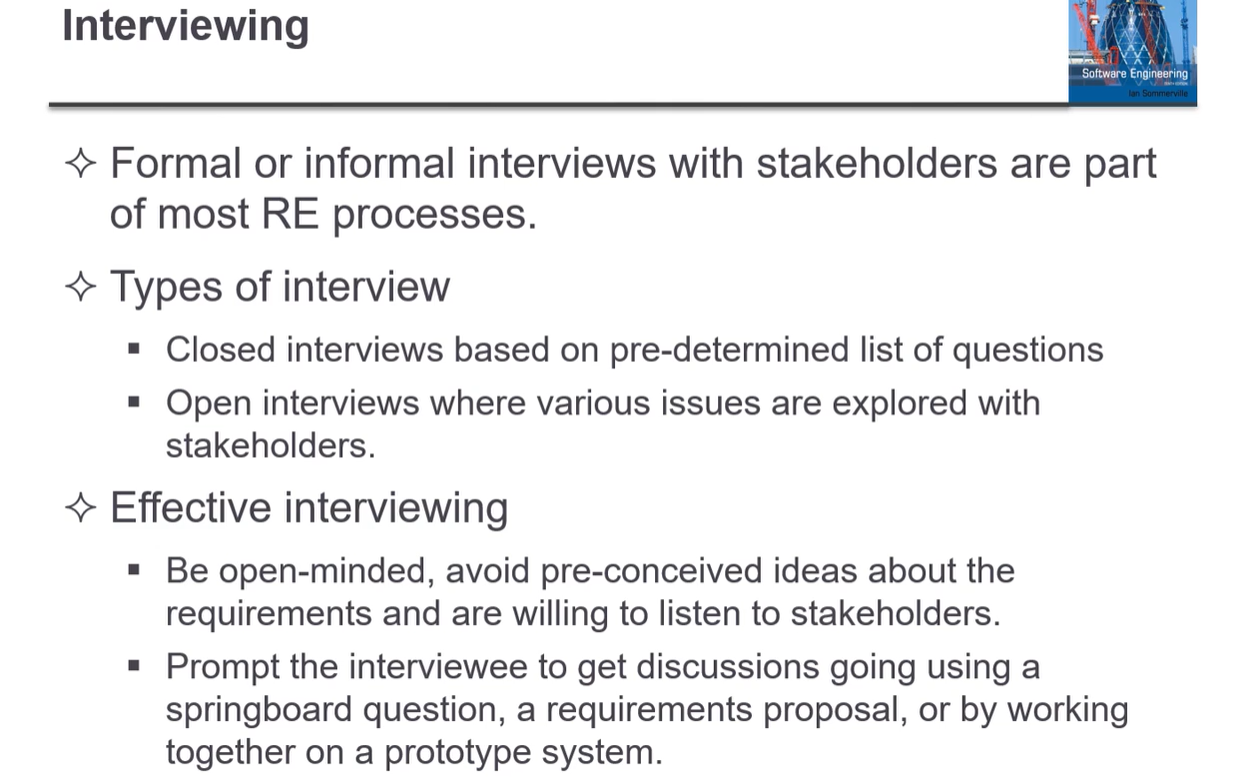 Interviewing
Software Engineering
Ian Sommerville
✧ Formal or informal interviews with stakeholders are part
of most RE processes.
✧ Types of interview
▪ Closed interviews based on pre-determined list of questions
▪ Open interviews where various issues are explored with
stakeholders.
✧ Effective interviewing
▪ Be open-minded, avoid pre-conceived ideas about the
requirements and are willing to listen to stakeholders.
▪ Prompt the interviewee to get discussions going using a
springboard question, a requirements proposal, or by working
together on a prototype system.